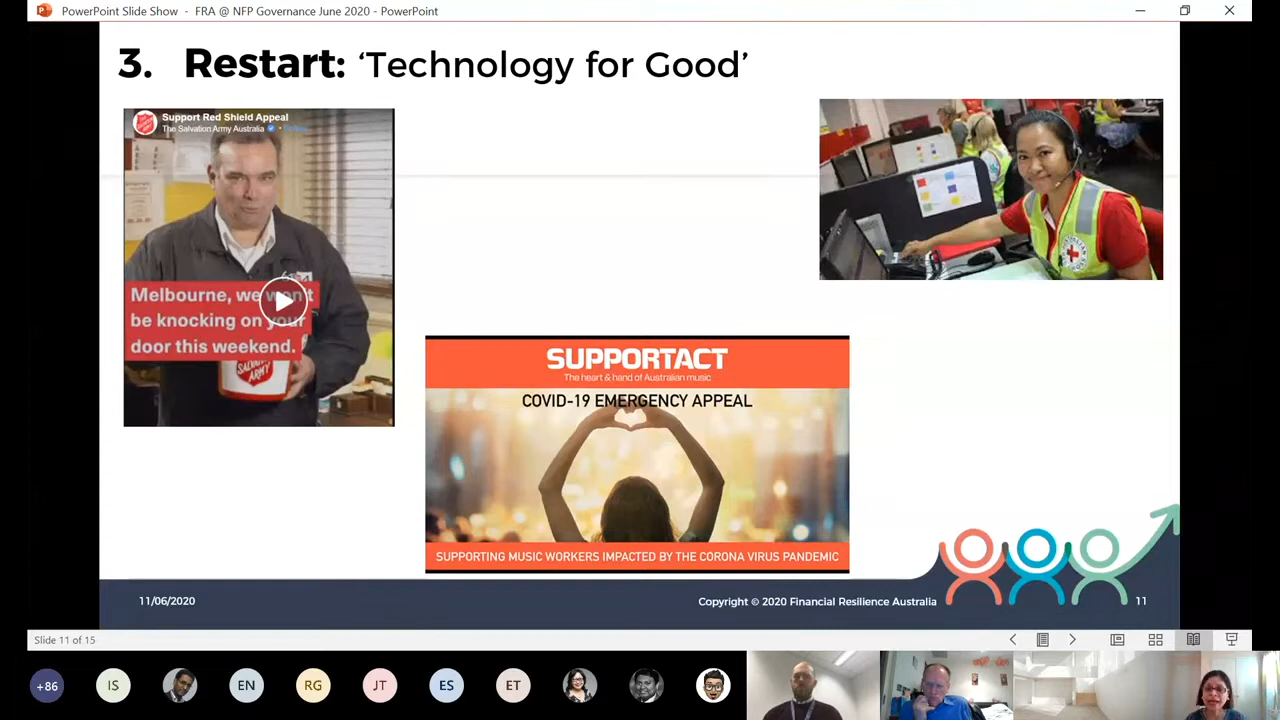 PowerPoint Slide Show - FRA @ NFP Governance June 2020 - PowerPoint
3. Restart: ‘Technology for Good’
Support Red Shield Appeal
The Salvation Army Australia
Melbourne, we won't
be knocking on your
door this weekend.
SALVATION
ARMY
SUPPORTACT
The heart & hand of Australian music
COVID-19 EMERGENCY APPEAL
SUPPORTING MUSIC WORKERS IMPACTED BY THE CORONA VIRUS PANDEMIC
11/06/2020
Copyright © 2020 Financial Resilience Australia
11
Slide 11 of 15
+86
IS
EN
RG
JT
ES
ET